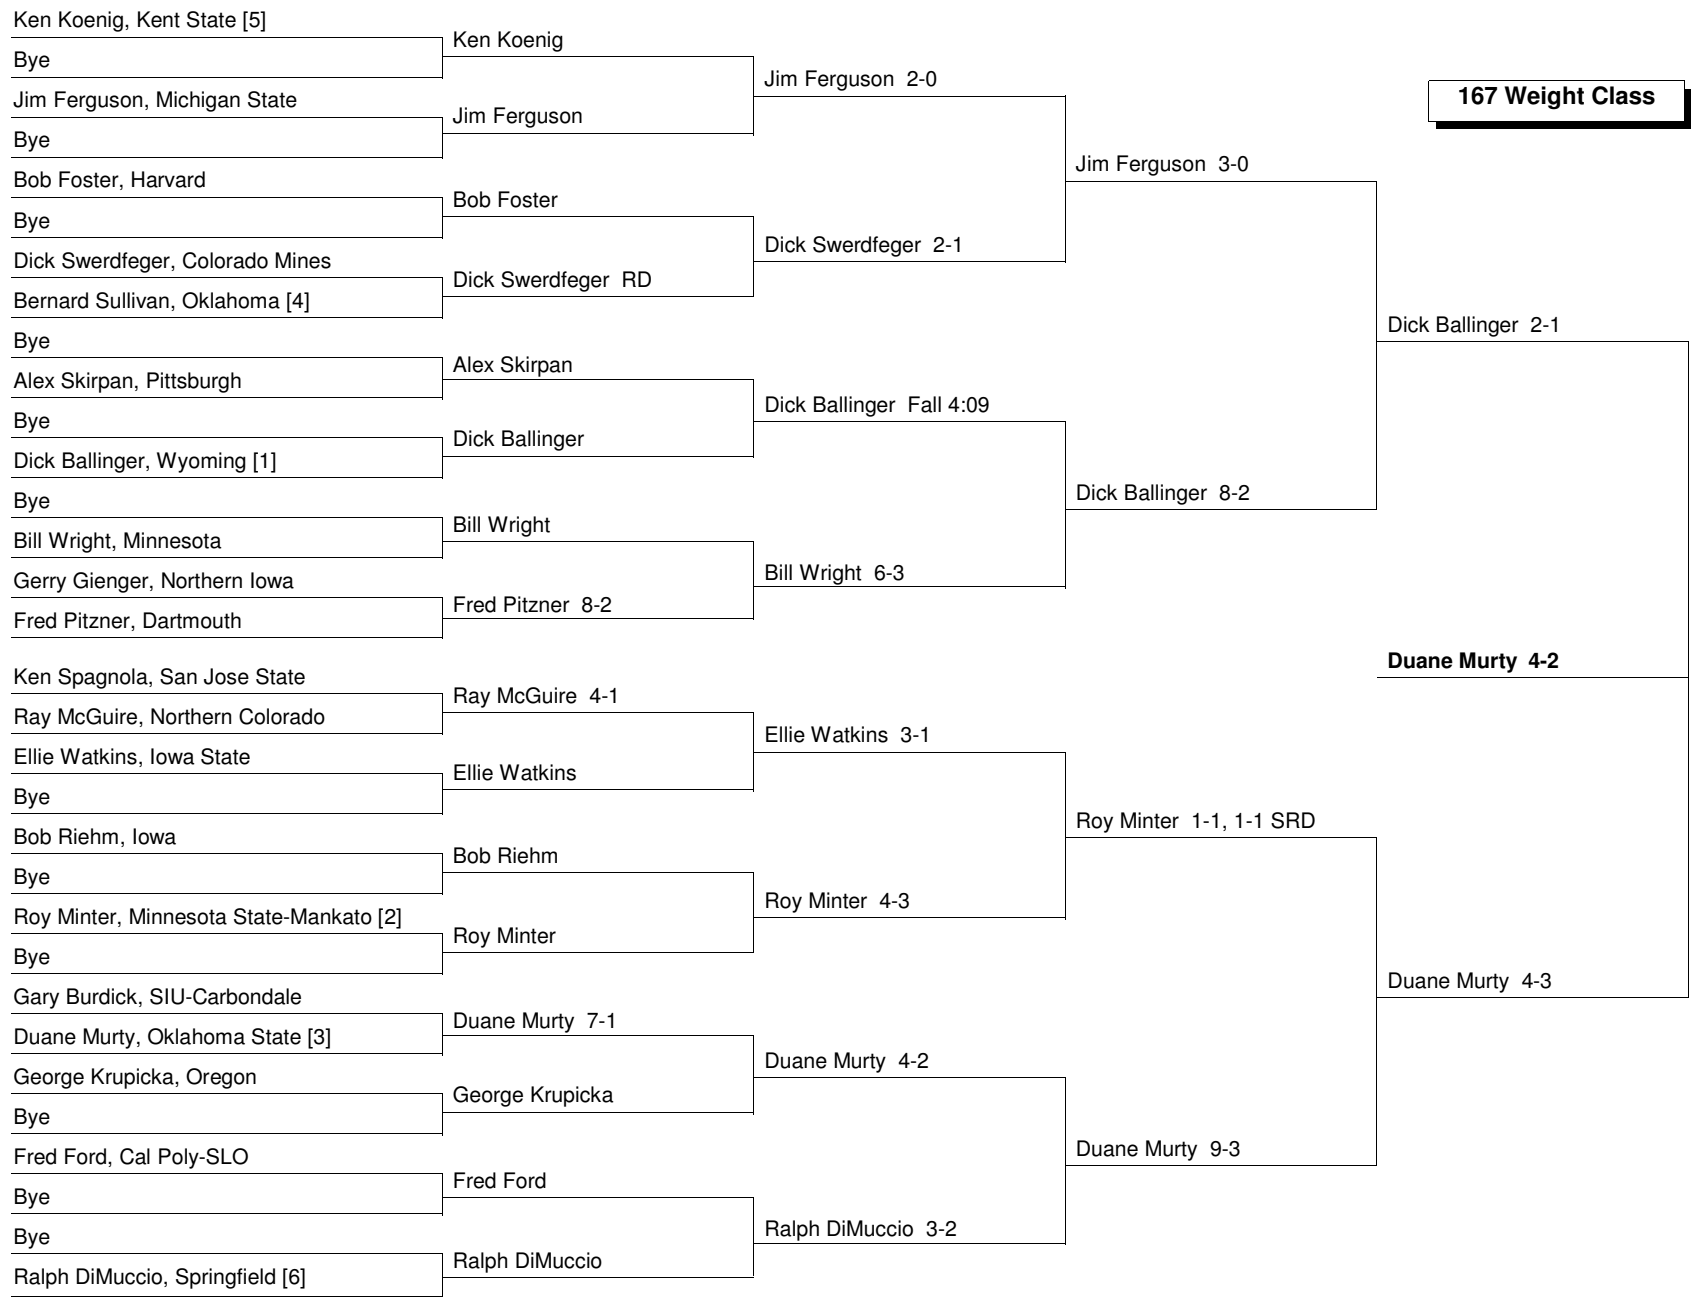 Ken Koenig, Kent State [5]
Bye
Jim Ferguson, Michigan State
Bye
Bob Foster, Harvard
Bye
Dick Swerdfeger, Colorado Mines
Bernard Sullivan, Oklahoma [4]
Bye
Alex Skirpan, Pittsburgh
Bye
Dick Ballinger, Wyoming [1]
Bye
Bill Wright, Minnesota
Gerry Gienger, Northern Iowa
Fred Pitzner, Dartmouth
Ken Spagnola, San Jose State
Ray McGuire, Northern Colorado
Ellie Watkins, Iowa State
Bye
Bob Riehm, Iowa
Bye
Roy Minter, Minnesota State-Mankato [2]
Bye
Gary Burdick, SIU-Carbondale
Duane Murty, Oklahoma State [3]
George Krupicka, Oregon
Bye
Fred Ford, Cal Poly-SLO
Bye
Bye
Ralph DiMuccio, Springfield [6]
Ken Koenig
Jim Ferguson
Bob Foster
Dick Swerdfeger RD
Alex Skirpan
Dick Ballinger
Bill Wright
Fred Pitzner 8-2
Ray McGuire 4-1
Ellie Watkins
Bob Riehm
Roy Minter
Duane Murty 7-1
George Krupicka
Fred Ford
Ralph DiMuccio
Jim Ferguson 2-0
Dick Swerdfeger 2-1
Dick Ballinger Fall 4:09
Bill Wright 6-3
Ellie Watkins 3-1
Roy Minter 4-3
Duane Murty 4-2
Ralph DiMuccio 3-2
Jim Ferguson 3-0
Dick Ballinger 8-2
Roy Minter 1-1, 1-1 SRD
Duane Murty 9-3
167 Weight Class
Dick Ballinger 2-1
Duane Murty 4-2
Duane Murty 4-3